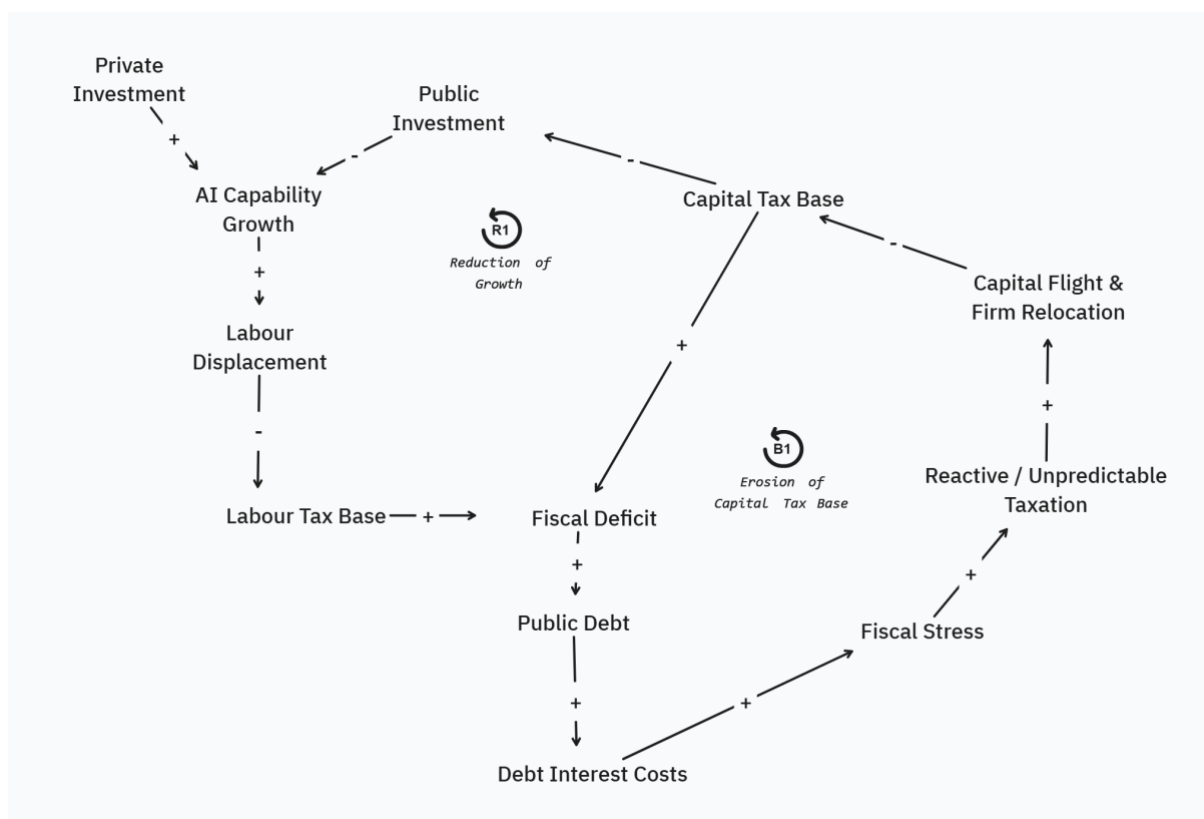 Private
Investment
Public
Investment
+
-
-
AI Capability
Growth
Capital Tax Base
R1
Reduction of
Growth
-
+
Capital Flight &
Firm Relocation
Labour
Displacement
+
+
-
B1
Erosion of
Capital Tax Base
Reactive / Unpredictable
Taxation
Labour Tax Base
+
Fiscal Deficit
+
+
Public Debt
Fiscal Stress
+
+
Debt Interest Costs